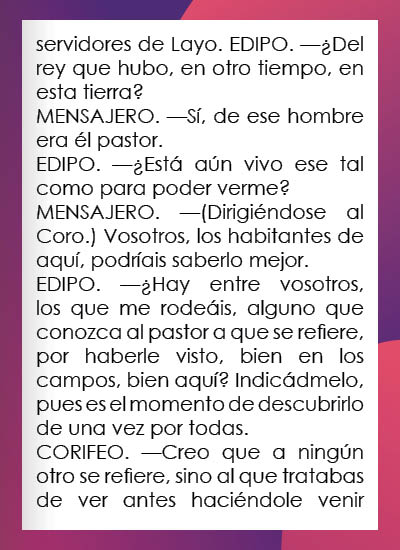 servidores de Layo. EDIPO. —¿Del
rey que hubo, en otro tiempo, en
esta tierra?
MENSAJERO. —Sí, de ese hombre
era él pastor.
EDIPO. —¿Está aún vivo ese tal
como para poder verme?
MENSAJERO. —(Dirigiéndose al
Coro.) Vosotros, los habitantes de
aquí, podríais saberlo mejor.
EDIPO. —¿Hay entre vosotros,
los que me rodeáis, alguno que
conozca al pastor a que se refiere,
por haberle visto, bien en los
campos, bien aquí? Indicádmelo,
pues es el momento de descubrirlo
de una vez por todas.
CORIFEO. —Creo que a ningún
otro se refiere, sino al que tratabas
de ver antes haciéndole venir